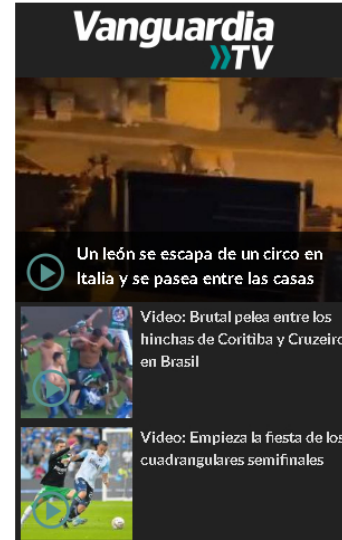 Vanguardia
TV
Un león se escapa de un circo en
Italia y se pasea entre las casas
Video: Brutal pelea entre los
hinchas de Coritiba y Cruzeiro
en Brasil
Video: Empieza la fiesta de los
cuadrangulares semifinales